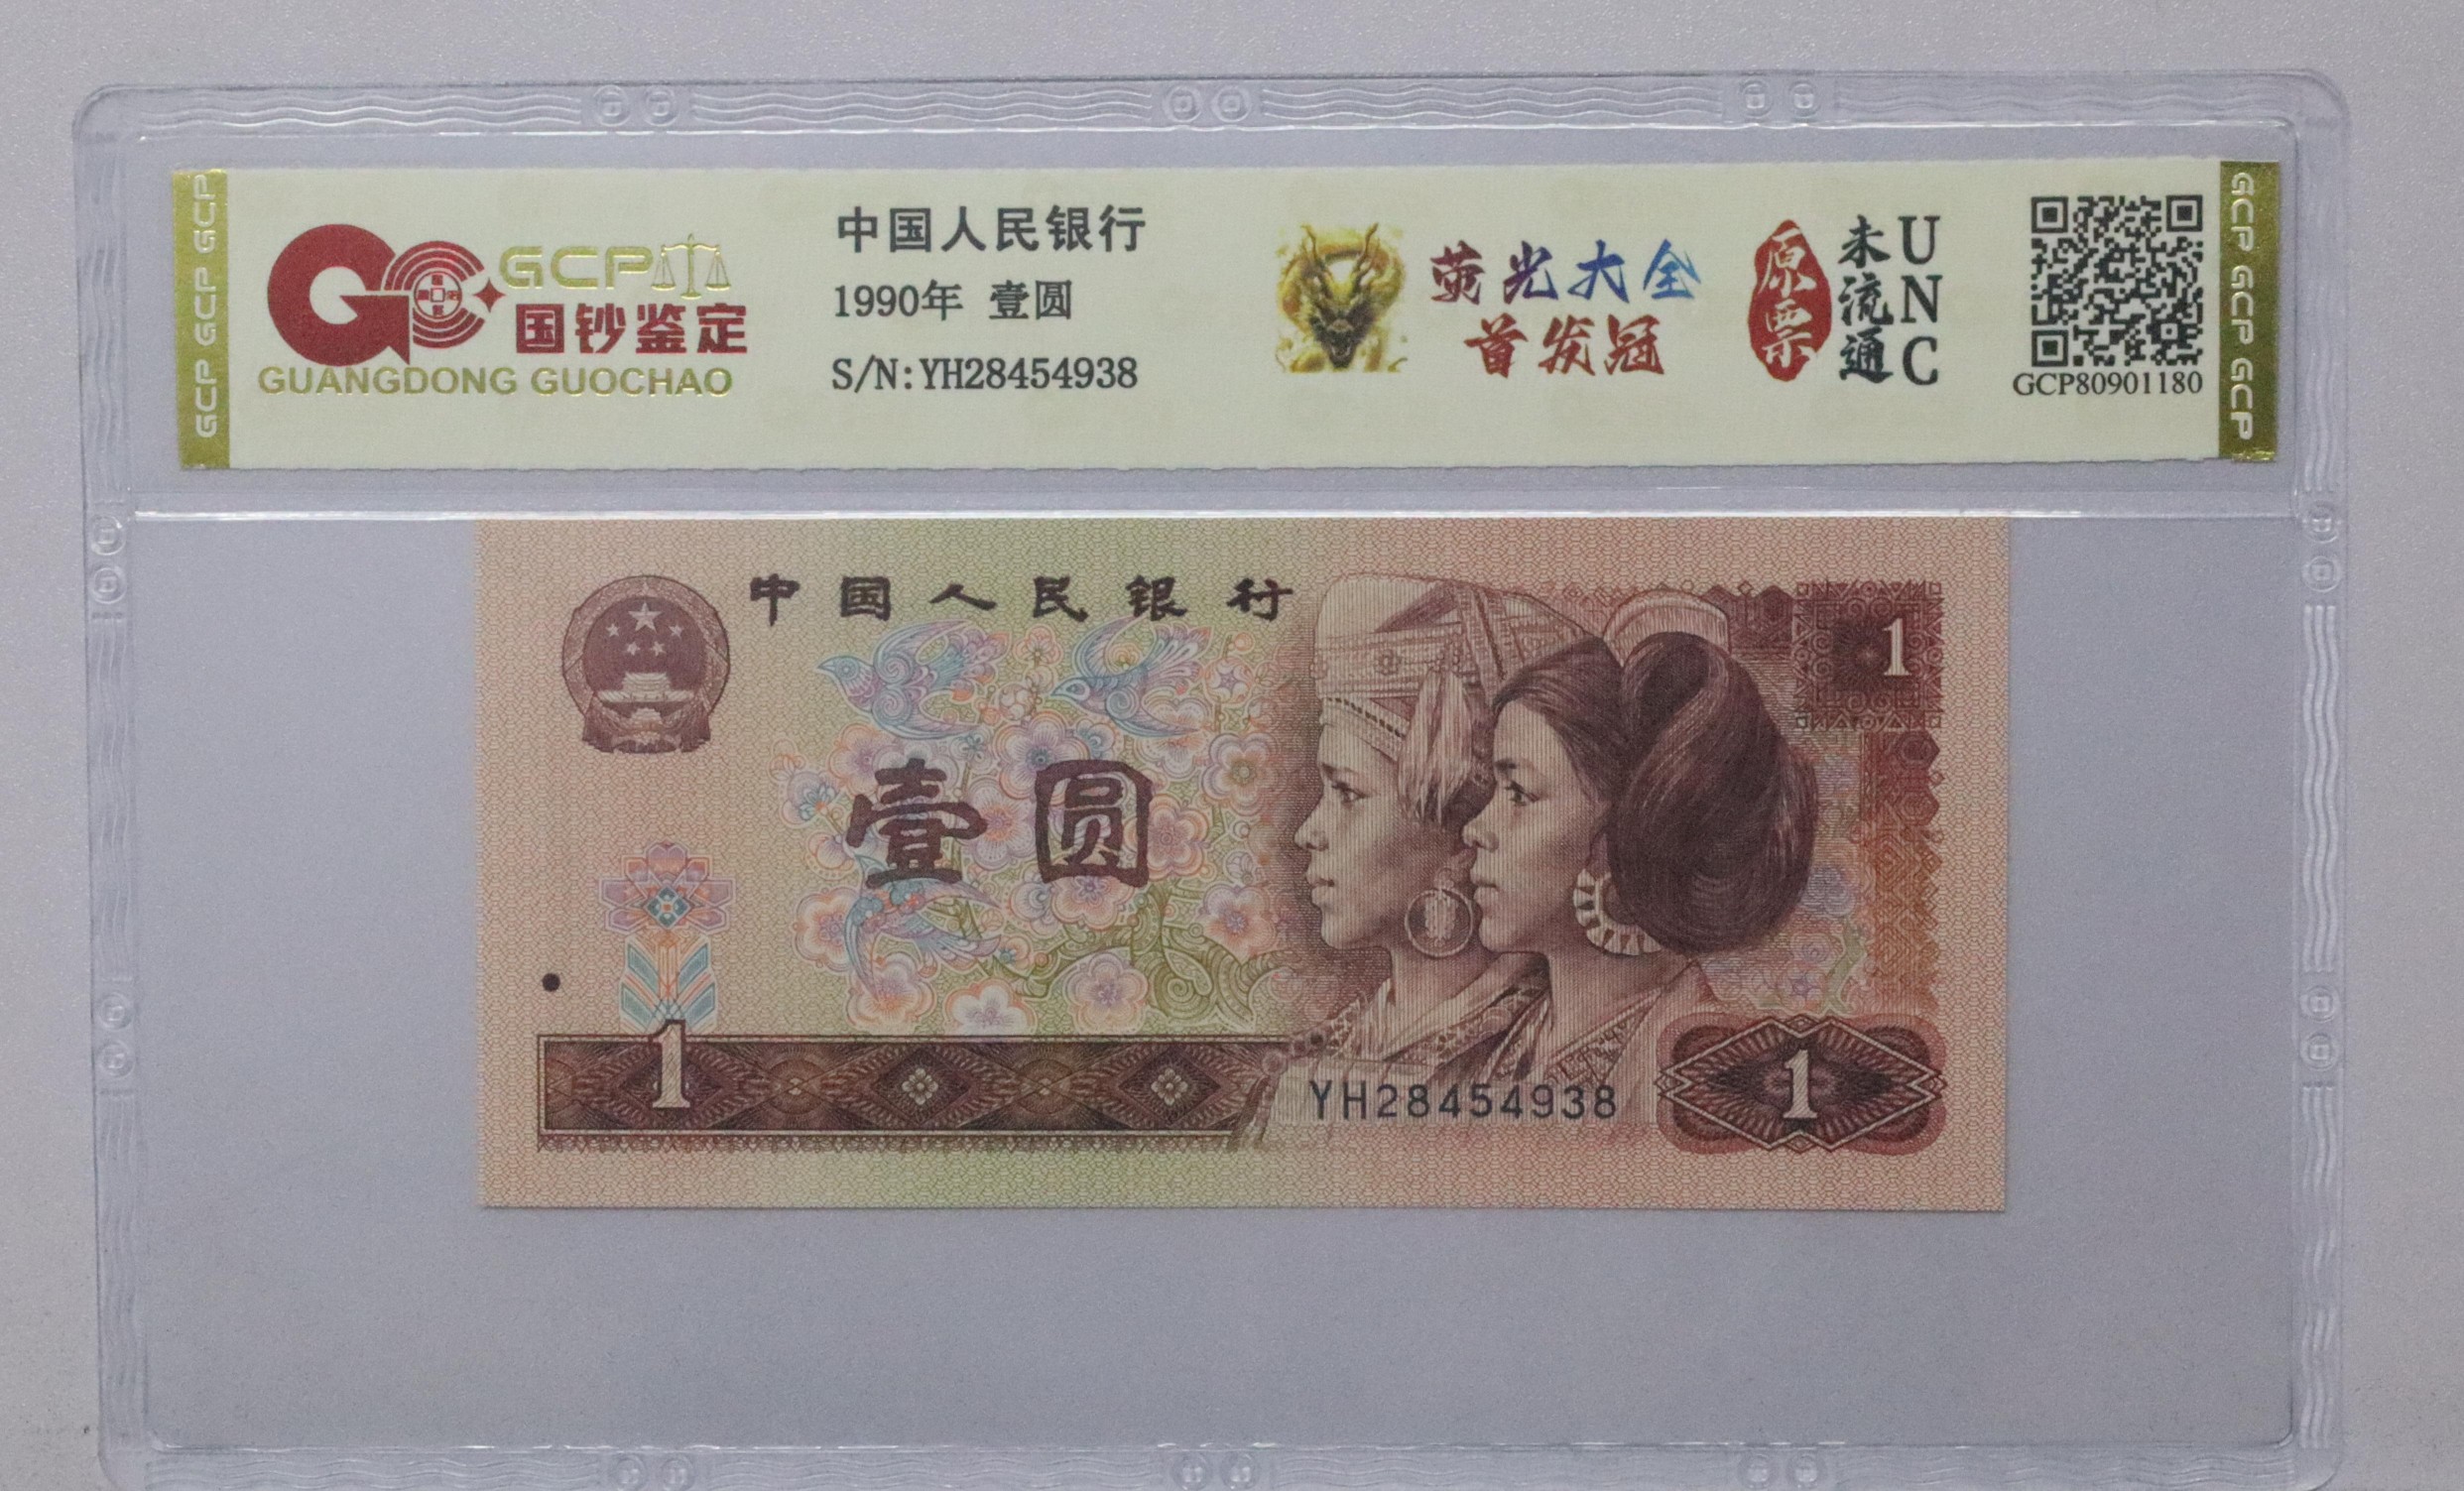 GCP GCP GCP
GCP
国钞鉴定
GUANGDONG GUOCHAO
中国人民银行
1990年 壹圆
S/N:YH28454938
荧光大全
首发冠
原票
未流通
UNC
GCP80901180
GCP GCP GCP
中国人民银行
1
壹圆
1
YH28454938
1